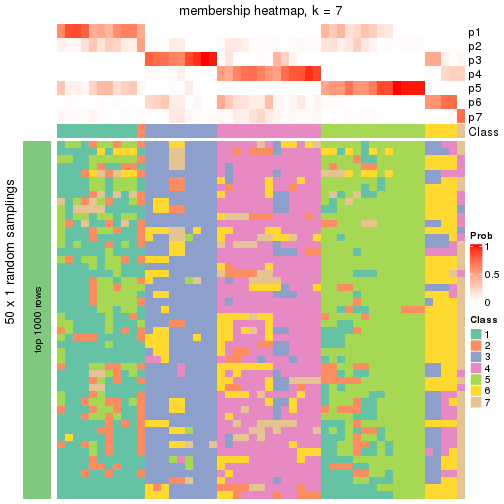 membership heatmap, k = 7
p1
p2
p3
p4
p5
p6
p7
Class
50 x 1 random samplings
top 1000 rows
Prob
1
0.5
0
Class
1
2
3
4
5
6
7